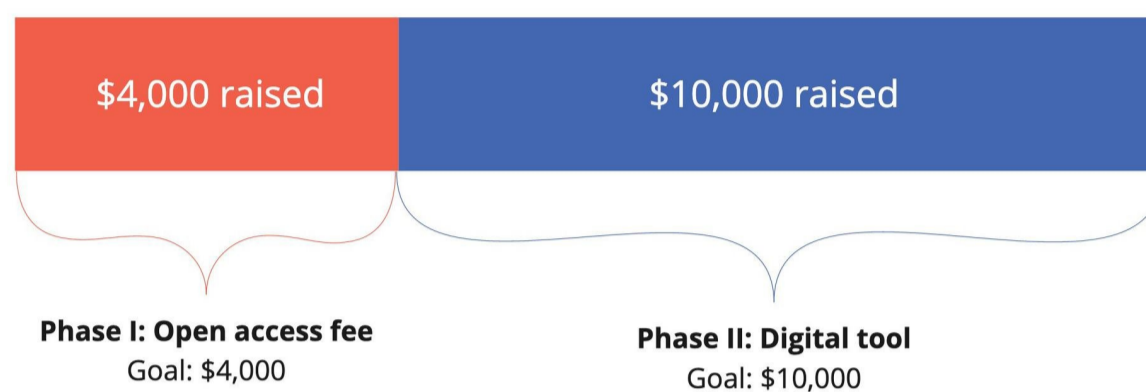 $4,000 raised
$10,000 raised
Phase I: Open access fee
Goal: $4,000
Phase II: Digital tool
Goal: $10,000